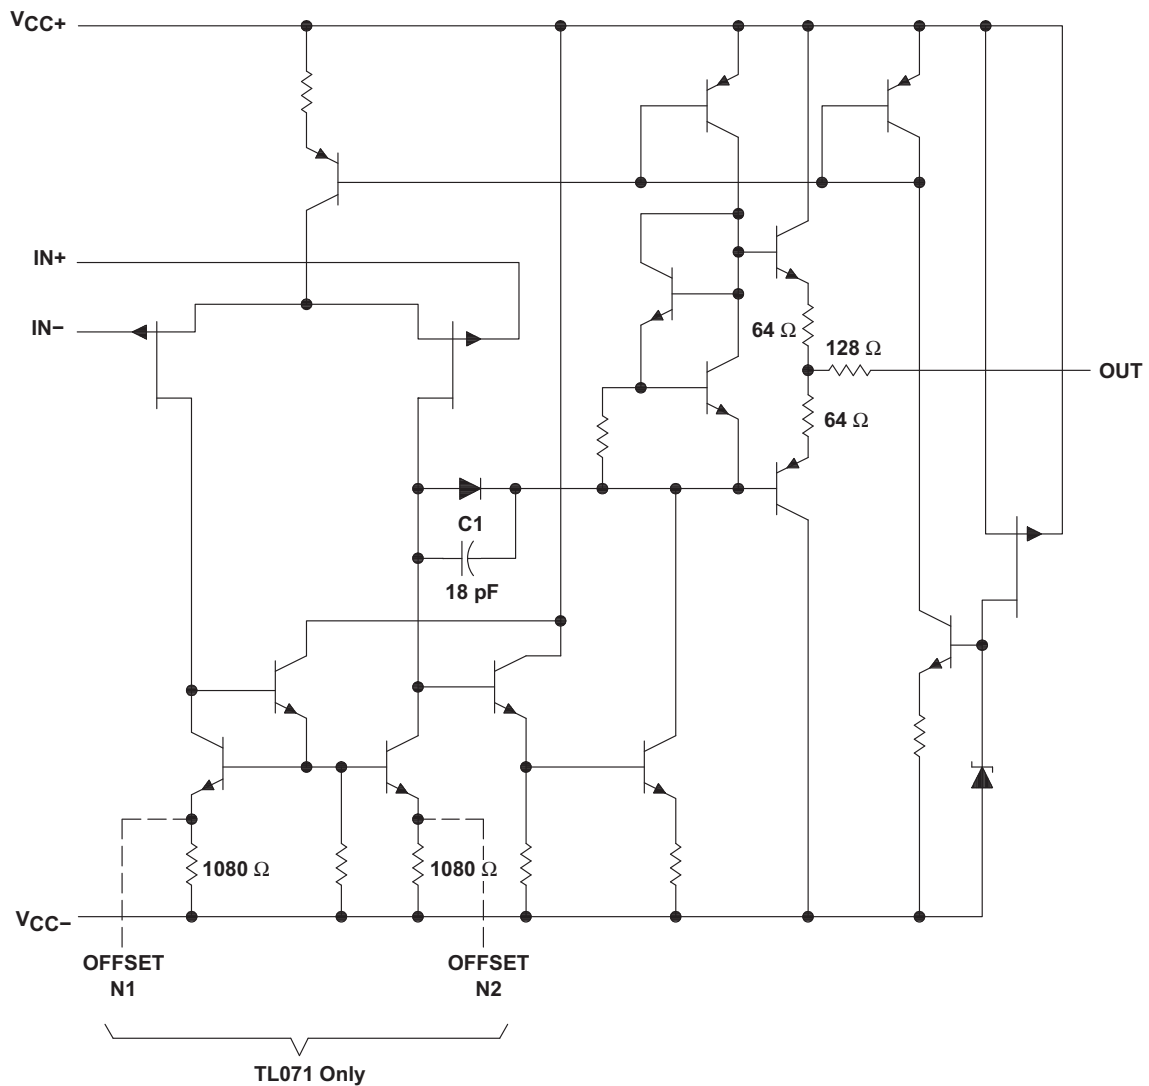 VCC+
IN+
IN−
64 Ω
128 Ω
OUT
64 Ω
C1
18 pF
1080 Ω
1080 Ω
VCC−
OFFSET
N1
OFFSET
N2
TL071 Only